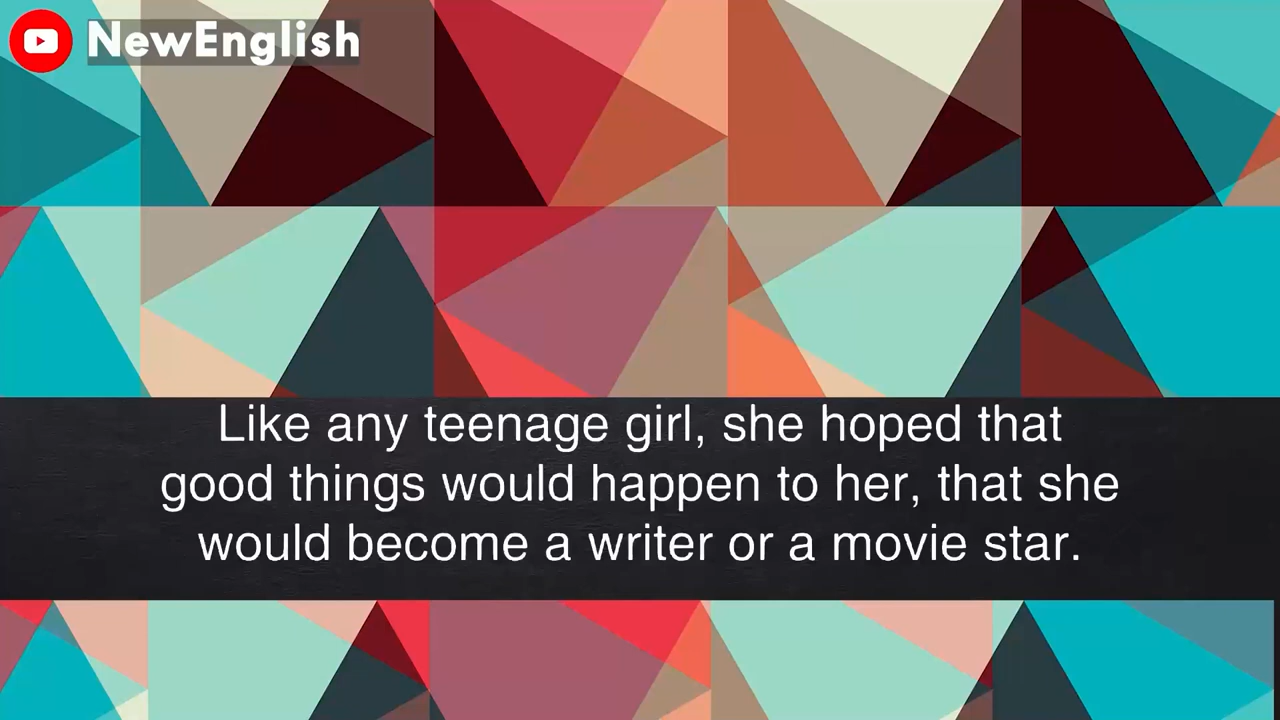 NewEnglish
Like any teenage girl, she hoped that
good things would happen to her, that she
would become a writer or a movie star.